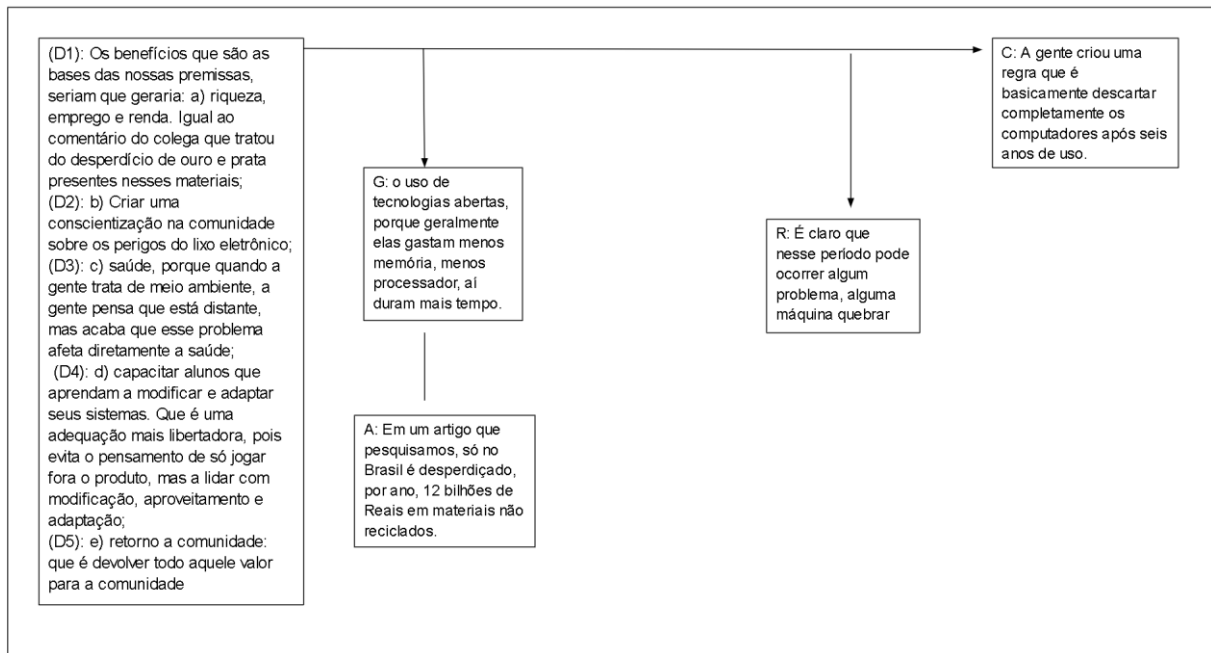 (D1): Os benefícios que são as
bases das nossas premissas,
seriam que geraria: a) riqueza,
emprego e renda. Igual ao
comentário do colega que tratou
do desperdício de ouro e prata
presentes nesses materiais;
(D2): b) Criar uma
conscientização na comunidade
sobre os perigos do lixo eletrônico;
(D3): c) saúde, porque quando a
gente trata de meio ambiente, a
gente pensa que está distante,
mas acaba que esse problema
afeta diretamente a saúde;
(D4): d) capacitar alunos que
aprendam a modificar e adaptar
seus sistemas. Que é uma
adequação mais libertadora, pois
evita o pensamento de só jogar
fora o produto, mas a lidar com
modificação, aproveitamento e
adaptação;
(D5): e) retorno a comunidade:
que é devolver todo aquele valor
para a comunidade
G: o uso de
tecnologias abertas,
porque geralmente
elas gastam menos
memória, menos
processador, aí
duram mais tempo.
A: Em um artigo que
pesquisamos, só no
Brasil é desperdiçado,
por ano, 12 bilhões de
Reais em materiais não
reciclados.
R: É claro que
nesse período pode
ocorrer algum
problema, alguma
máquina quebrar
C: A gente criou uma
regra que é
basicamente descartar
completamente os
computadores após seis
anos de uso.